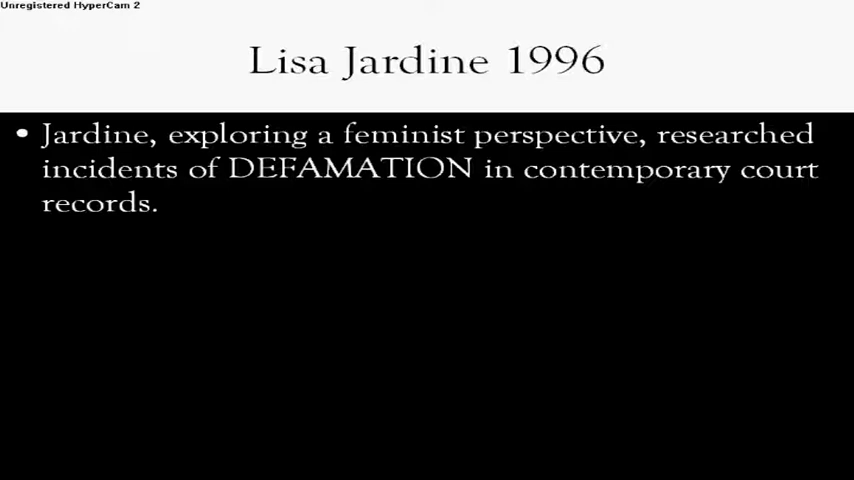 Unregistered HyperCam 2
Lisa Jardine 1996
• Jardine, exploring a feminist perspective, researched
incidents of DEFAMATION in contemporary court
records.